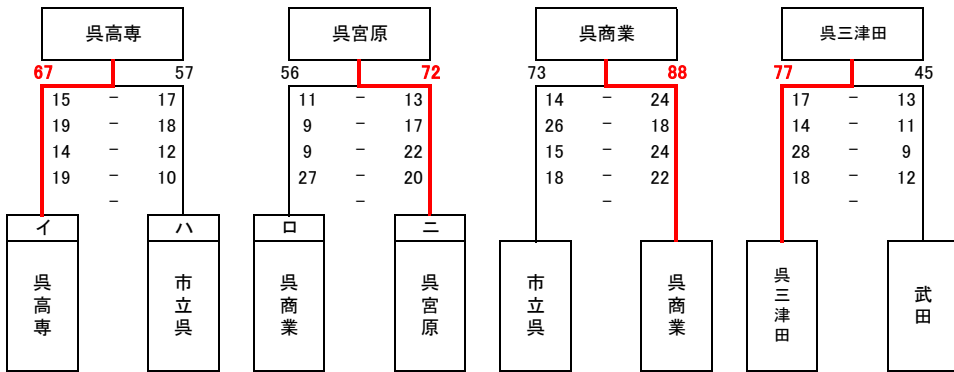 呉高専 呉宮原 呉商業 呉三津田
67 57 56 72 73 88 77 45
15 - 17 11 - 13 14 - 24 17 - 13
19 - 18 9 - 17 26 - 18 14 - 11
14 - 12 9 - 22 15 - 24 28 - 9
19 - 10 27 - 20 18 - 22 18 - 12
- - - -
イ ハ ロ ニ
呉高専 市立呉 呉商業 呉宮原 市立呉 呉商業 呉三津田 武田